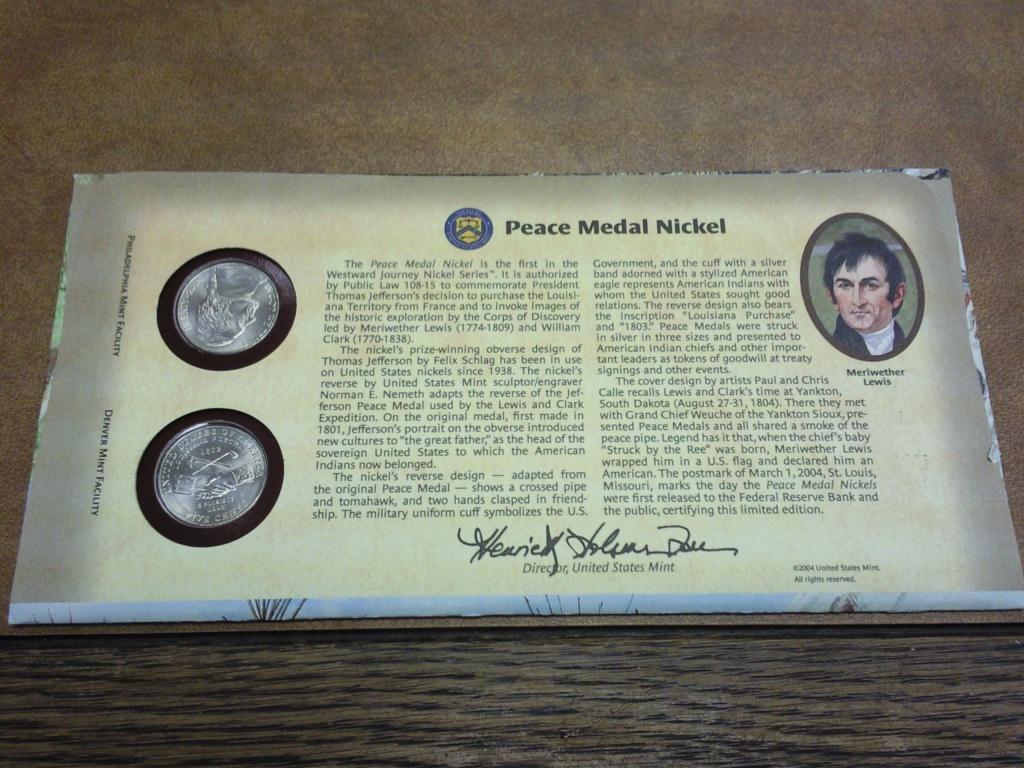 Peace Medal Nickel
PHILADELPHIA MINT FACILITY
DENVER MINT FACILITY
The Peace Medal Nickel is the first in the
Westward Journey Nickel Series™. It is authorized
by Public Law 108-15 to commemorate President
Thomas Jefferson's decision to purchase the Louisi-
ana Territory from France and to invoke images of
the historic exploration by the Corps of Discovery
led by Meriwether Lewis (1774-1809) and William
Clark (1770-1838).
The nickel's prize-winning obverse design of
Thomas Jefferson by Felix Schlag has been in use
on United States nickels since 1938. The nickel's
reverse by United States Mint sculptor/engraver
Norman E. Nemeth adapts the reverse of the Jef-
ferson Peace Medal used by the Lewis and Clark
Expedition. On the original medal, first made in
1801, Jefferson's portrait on the obverse introduced
new cultures to "the great father," as the head of the
sovereign United States to which the American
Indians now belonged.
The nickel's reverse design — adapted from
the original Peace Medal — shows a crossed pipe
and tomahawk, and two hands clasped in friend-
ship. The military uniform cuff symbolizes the U.S.
Government, and the cuff with a silver
band adorned with a stylized American
eagle represents American Indians with
whom the United States sought good
relations. The reverse design also bears
the inscription "Louisiana Purchase"
and "1803." Peace Medals were struck
in silver in three sizes and presented to
American Indian chiefs and other impor-
tant leaders as tokens of goodwill at treaty
signings and other events.
The cover design by artists Paul and Chris
Calle recalls Lewis and Clark's time at Yankton,
South Dakota (August 27-31, 1804). There they met
with Grand Chief Weuche of the Yankton Sioux, pre-
sented Peace Medals and all shared a smoke of the
peace pipe. Legend has it that, when the chief's baby
"Struck by the Ree" was born, Meriwether Lewis
wrapped him in a U.S. flag and declared him an
American. The postmark of March 1, 2004, St. Louis,
Missouri, marks the day the Peace Medal Nickels
were first released to the Federal Reserve Bank and
the public, certifying this limited edition.
Meriwether
Lewis
Director, United States Mint
©2004 United States Mint.
All rights reserved.
UNITED STATES OF AMERICA
LOUISIANA PURCHASE
1803
FIVE CENTS